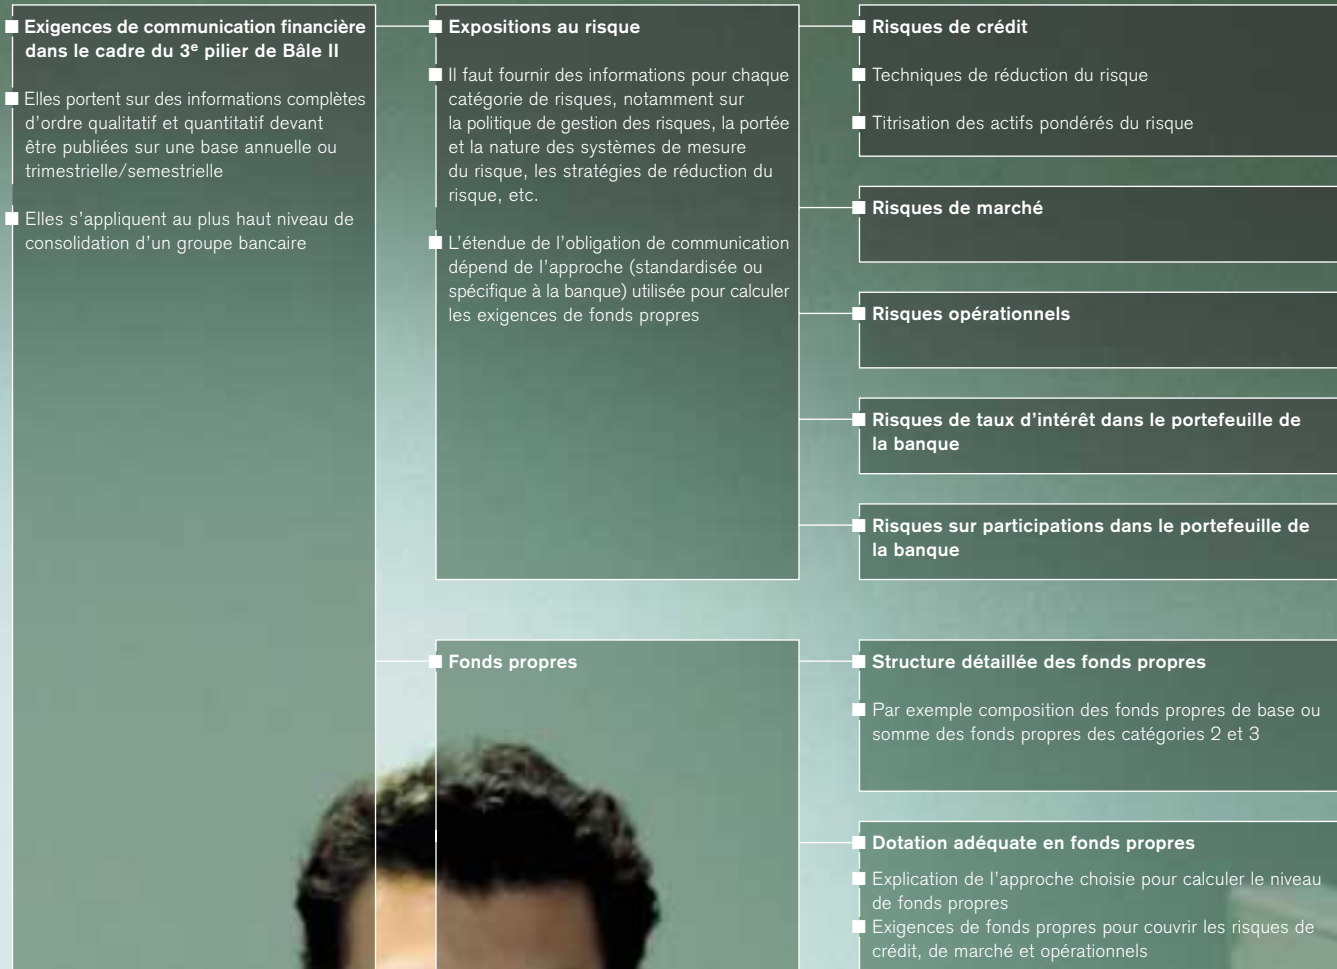 Exigences de communication financière
dans le cadre du 3e pilier de Bâle II
Elles portent sur des informations complètes
d'ordre qualitatif et quantitatif devant
être publiées sur une base annuelle ou
trimestrielle/semestrielle
Elles s'appliquent au plus haut niveau de
consolidation d'un groupe bancaire
Expositions au risque
Il faut fournir des informations pour chaque
catégorie de risques, notamment sur
la politique de gestion des risques, la portée
et la nature des systèmes de mesure
du risque, les stratégies de réduction du
risque, etc.
L'étendue de l'obligation de communication
dépend de l'approche (standardisée ou
spécifique à la banque) utilisée pour calculer
les exigences de fonds propres
Risques de crédit
Techniques de réduction du risque
Titrisation des actifs pondérés du risque
Risques de marché
Risques opérationnels
Risques de taux d'intérêt dans le portefeuille de
la banque
Risques sur participations dans le portefeuille de
la banque
Fonds propres
Structure détaillée des fonds propres
Par exemple composition des fonds propres de base ou
somme des fonds propres des catégories 2 et 3
Dotation adéquate en fonds propres
Explication de l'approche choisie pour calculer le niveau
de fonds propres
Exigences de fonds propres pour couvrir les risques de
crédit, de marché et opérationnels